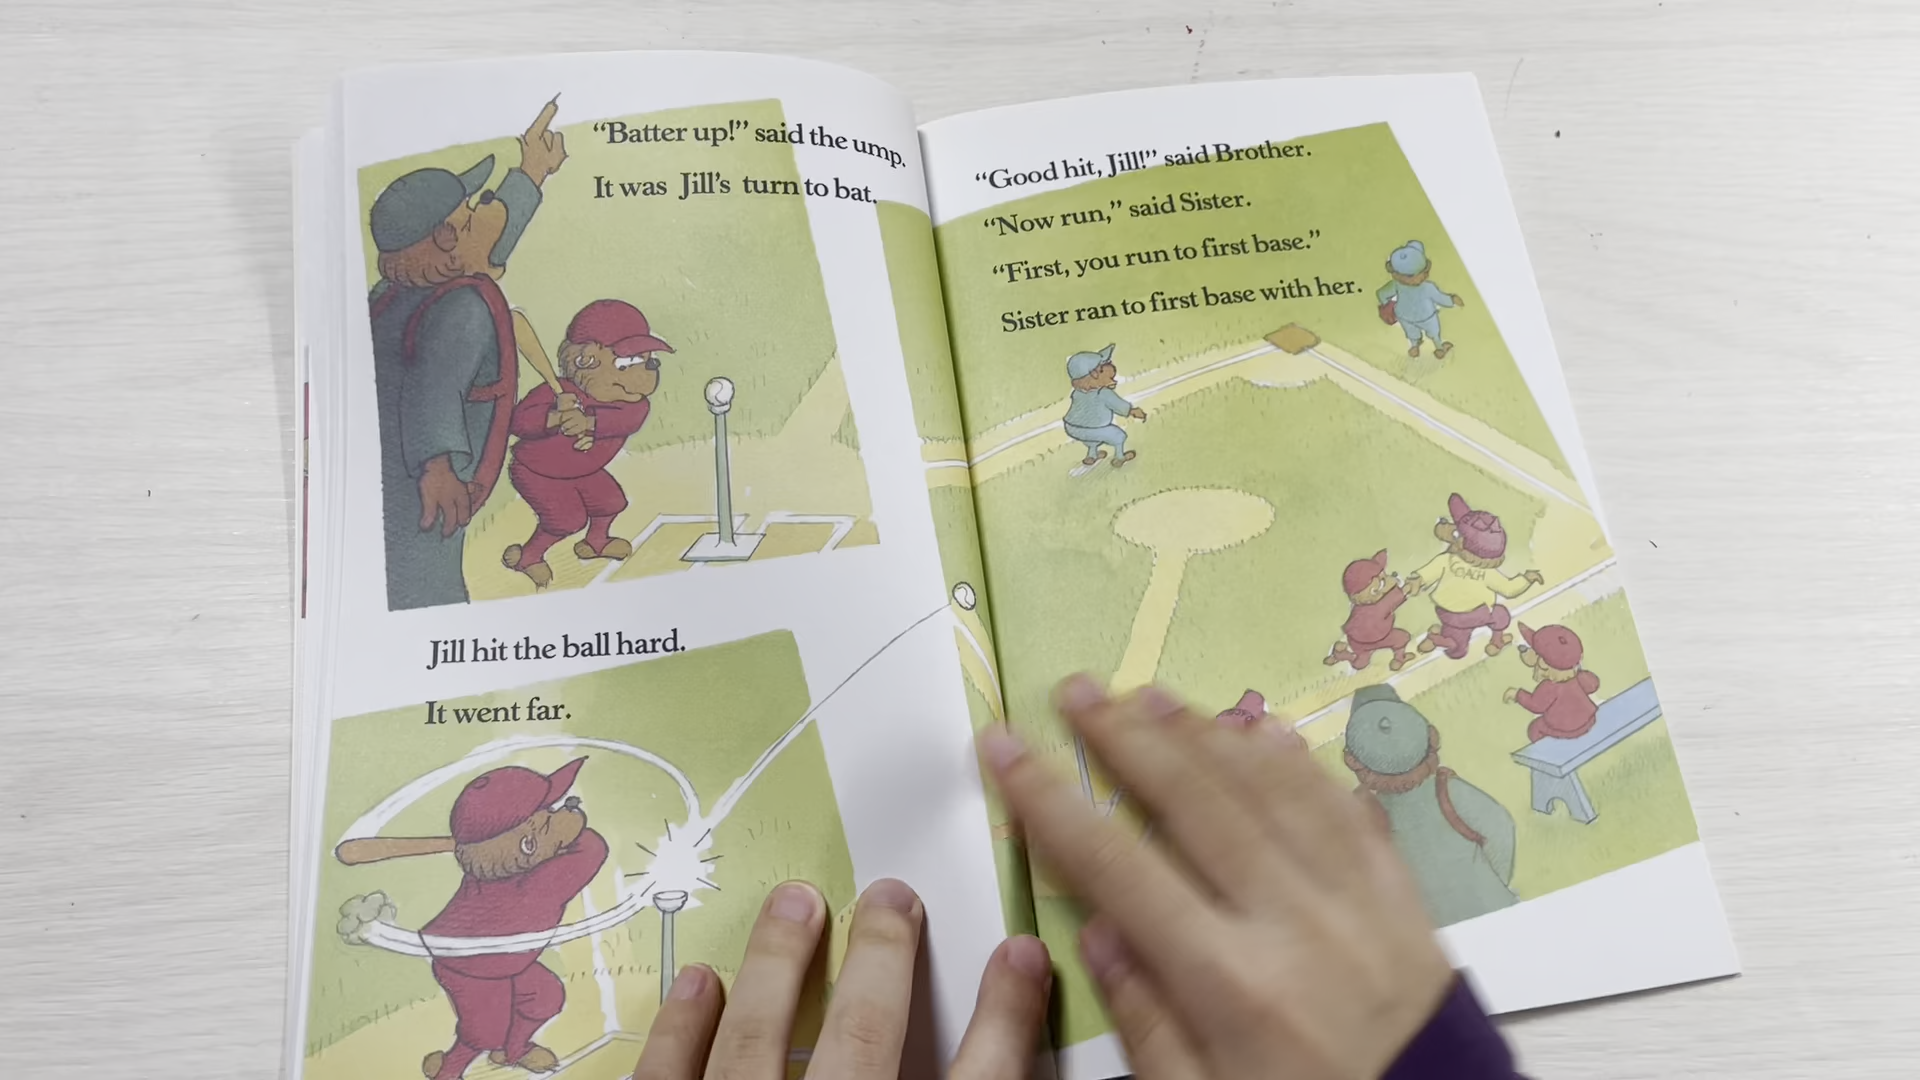 “Batter up!” said the ump.
It was Jill’s turn to bat.
Jill hit the ball hard.
It went far.
“Good hit, Jill!” said Brother.
“Now run,” said Sister.
“First, you run to first base.”
Sister ran to first base with her.
COACH